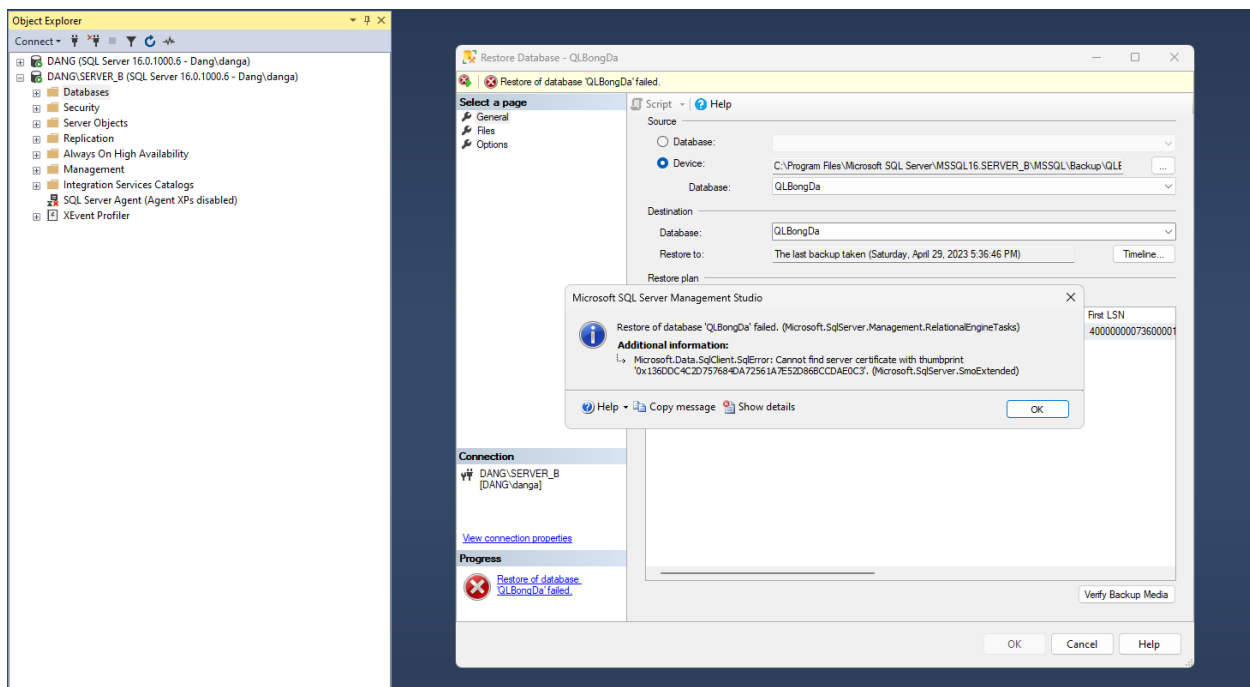 Object Explorer
Connect
DANG (SQL Server 16.0.1000.6 - Dang\danga)
DANG\SERVER_B (SQL Server 16.0.1000.6 - Dang\danga)
Databases
Security
Server Objects
Replication
Always On High Availability
Management
Integration Services Catalogs
SQL Server Agent (Agent XPs disabled)
XEvent Profiler
Restore Database - QLBongDa
Restore of database 'QLBongDa' failed.
Select a page
General
Files
Options
Script
Help
Source
Database:
Device:
C:\Program Files\Microsoft SQL Server\MSSQL16.SERVER_B\MSSQL\Backup\QLE
...
Database:
QLBongDa
Destination
Database:
QLBongDa
Restore to:
The last backup taken (Saturday, April 29, 2023 5:36:46 PM)
Timeline...
Restore plan
First LSN
40000000073600001
Microsoft SQL Server Management Studio
Restore of database 'QLBongDa' failed. (Microsoft.SqlServer.Management.RelationalEngineTasks)
Additional information:
Microsoft.Data.SqlClient.SqlError: Cannot find server certificate with thumbprint
'0x136DDC4C2D757684DA72561A7E52D86BCCDAE0C3'. (Microsoft.SqlServer.SmoExtended)
Help
Copy message
Show details
OK
Connection
DANG\SERVER_B
[DANG\danga]
View connection properties
Progress
Restore of database
'QLBongDa' failed.
Verify Backup Media
OK
Cancel
Help